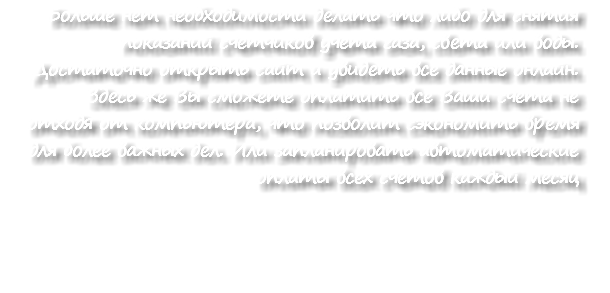 Больше нет необходимости делать что либо для снятия
показаний счетчиков учета газа, света или воды.
Достаточно открыть сайт и увидеть все данные онлайн.
Здесь же Вы сможете оплатить все Ваши счета не
отходя от компьютера, что позволит сэкономить время
для более важных дел. Или запланировать автоматические
оплаты всех счетов каждый месяц